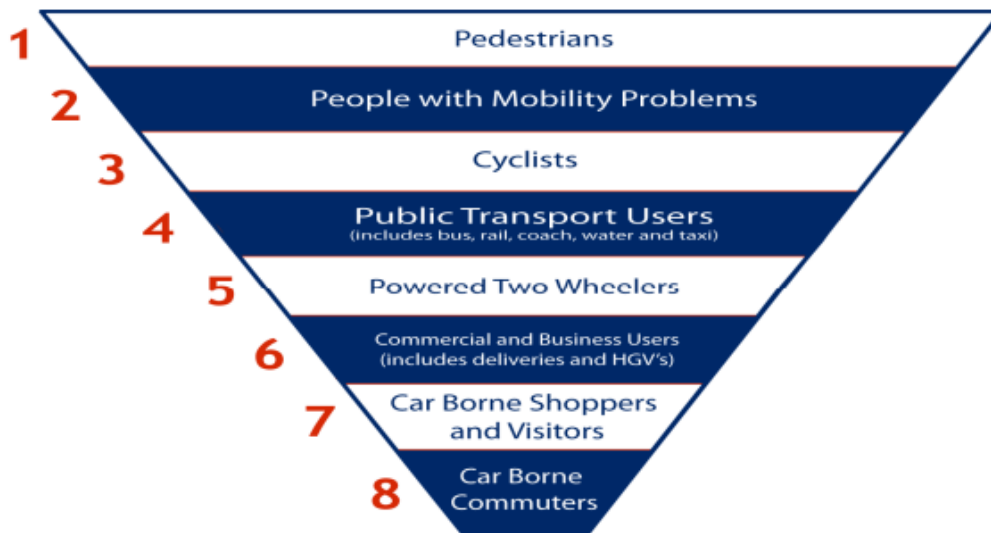 1 Pedestrians
2 People with Mobility Problems
3 Cyclists
4 Public Transport Users
(includes bus, rail, coach, water and taxi)
5 Powered Two Wheelers
6 Commercial and Business Users
(includes deliveries and HGV's)
7 Car Borne Shoppers
and Visitors
8 Car Borne
Commuters